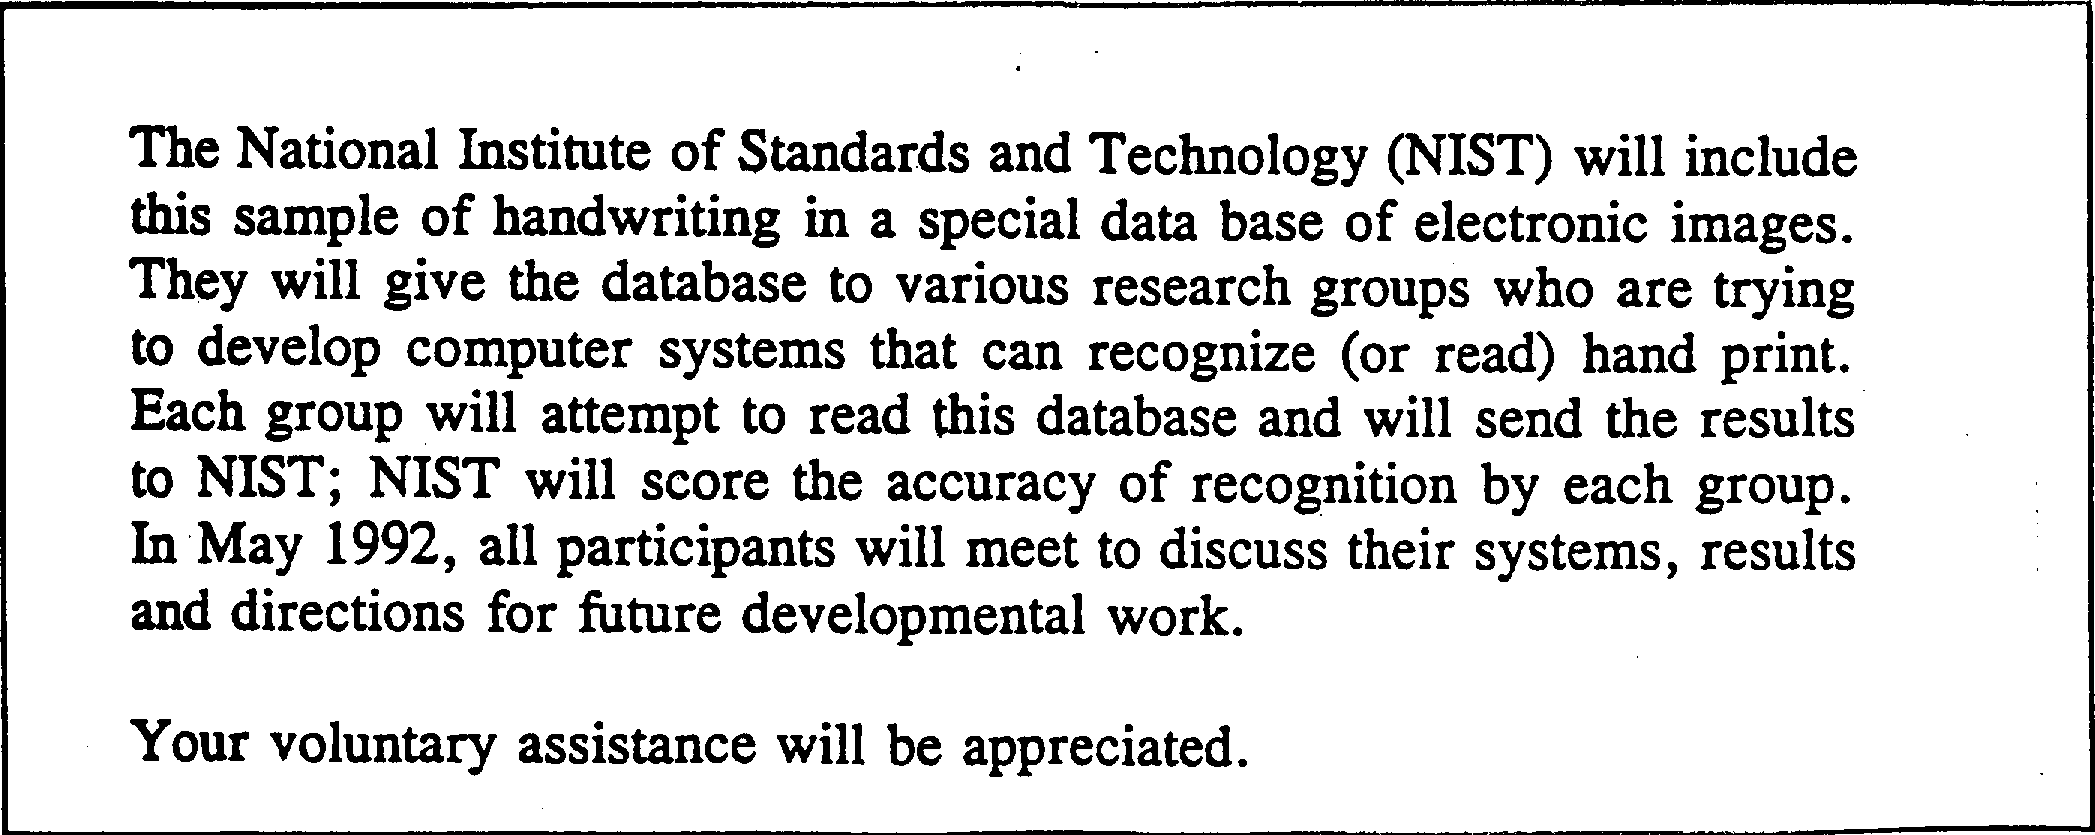 The National Institute of Standards and Technology (NIST) will include
this sample of handwriting in a special data base of electronic images.
They will give the database to various research groups who are trying
to develop computer systems that can recognize (or read) hand print.
Each group will attempt to read this database and will send the results
to NIST; NIST will score the accuracy of recognition by each group.
In May 1992, all participants will meet to discuss their systems, results
and directions for future developmental work.
Your voluntary assistance will be appreciated.